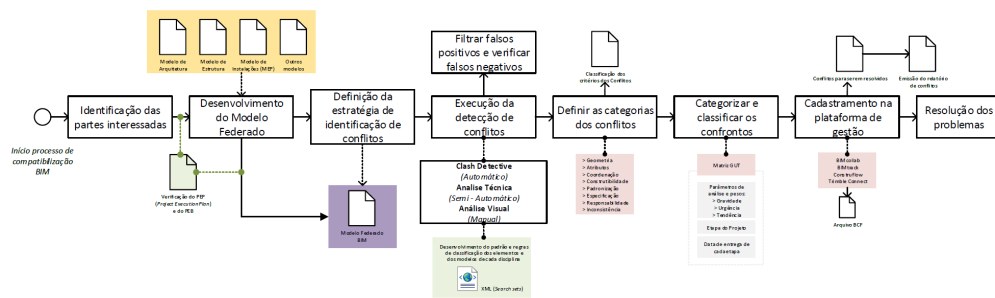 Modelo de
Arquitetura
Modelo de
Estrutura
Modelo de
Instalações (MEP)
Outros
modelos
Filtrar falsos
positivos e verificar
falsos negativos
Classificação dos
critérios dos Conflitos
Conflitos para serem resolvidos
Emissão do relatório
de conflitos
Início processo de
compatibilização
BIM
Identificação das
partes interessadas
Desenvolvimento
do Modelo
Federado
Definição da
estratégia de
identificação de
conflitos
Execução da
detecção de
conflitos
Definir as categorias
dos conflitos
Categorizar e
classificar os
confrontos
Cadastramento na
plataforma de
gestão
Resolução dos
problemas
Verificação do PEP
(Project Execution Plan)
e do PEB
Modelo Federado
BIM
Clash Detective
(Automático)
Analise Técnica
(Semi - Automático)
Análise Visual
(Manual)
Desenvolvimento do padrão e regras
de classificação dos elementos e
dos modelos de cada disciplina
XML (Search sets)
> Geometria
> Atributos
> Coordenação
> Construtibilidade
> Padronização
> Especificação
> Responsabilidade
> Inconsistência
Matriz GUT
Parâmetros de
análise e pesos:
> Gravidade
> Urgência
> Tendência
Etapa do Projeto
Data de entrega de
cada etapa
BIMcollab
BIMtrack
Construflow
Trimble Connect
Arquivo BCF